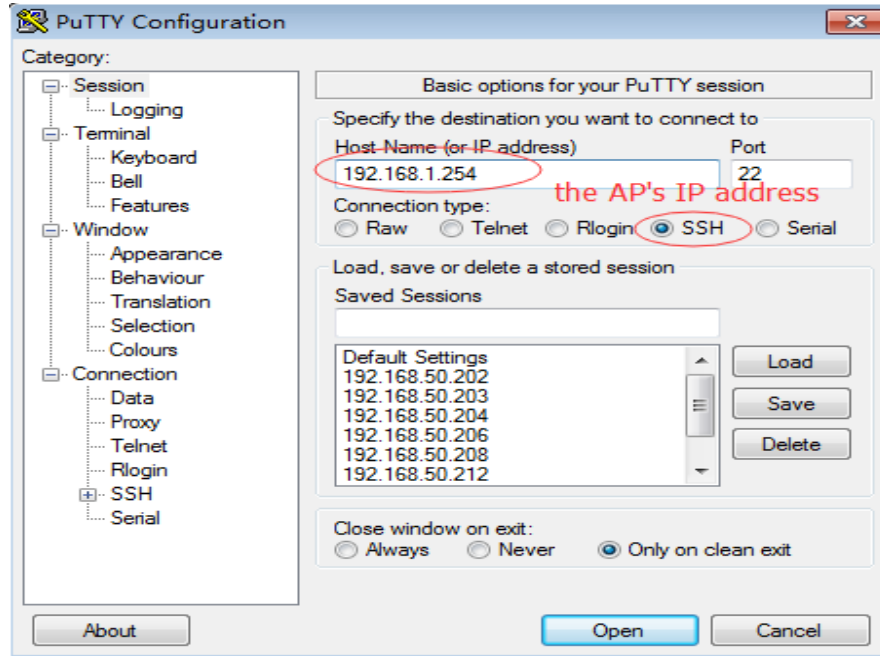 PuTTY Configuration
Category:
Session
Logging
Terminal
Keyboard
Bell
Features
Window
Appearance
Behaviour
Translation
Selection
Colours
Connection
Data
Proxy
Telnet
Rlogin
SSH
Serial
Basic options for your PuTTY session
Specify the destination you want to connect to
Host Name (or IP address) Port
192.168.1.254 22
the AP's IP address
Connection type:
Raw Telnet Rlogin SSH Serial
Load, save or delete a stored session
Saved Sessions
Default Settings
192.168.50.202
192.168.50.203
192.168.50.204
192.168.50.206
192.168.50.208
192.168.50.212
Load
Save
Delete
Close window on exit:
Always Never Only on clean exit
About Open Cancel